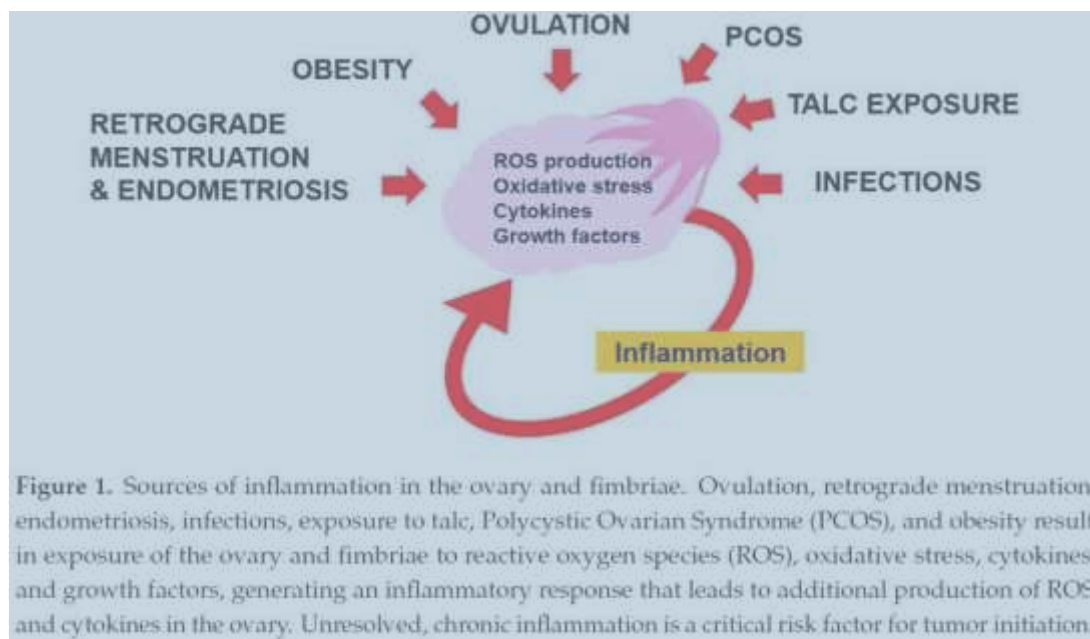 OVULATION
PCOS
OBESITY
TALC EXPOSURE
RETROGRADE
MENSTRUATION
& ENDOMETRIOSIS
INFECTIONS
ROS production
Oxidative stress
Cytokines
Growth factors
Inflammation
Figure 1. Sources of inflammation in the ovary and fimbriae. Ovulation, retrograde menstruation
endometriosis, infections, exposure to talc, Polycystic Ovarian Syndrome (PCOS), and obesity result
in exposure of the ovary and fimbriae to reactive oxygen species (ROS), oxidative stress, cytokines
and growth factors, generating an inflammatory response that leads to additional production of ROS
and cytokines in the ovary. Unresolved, chronic inflammation is a critical risk factor for tumor initiation